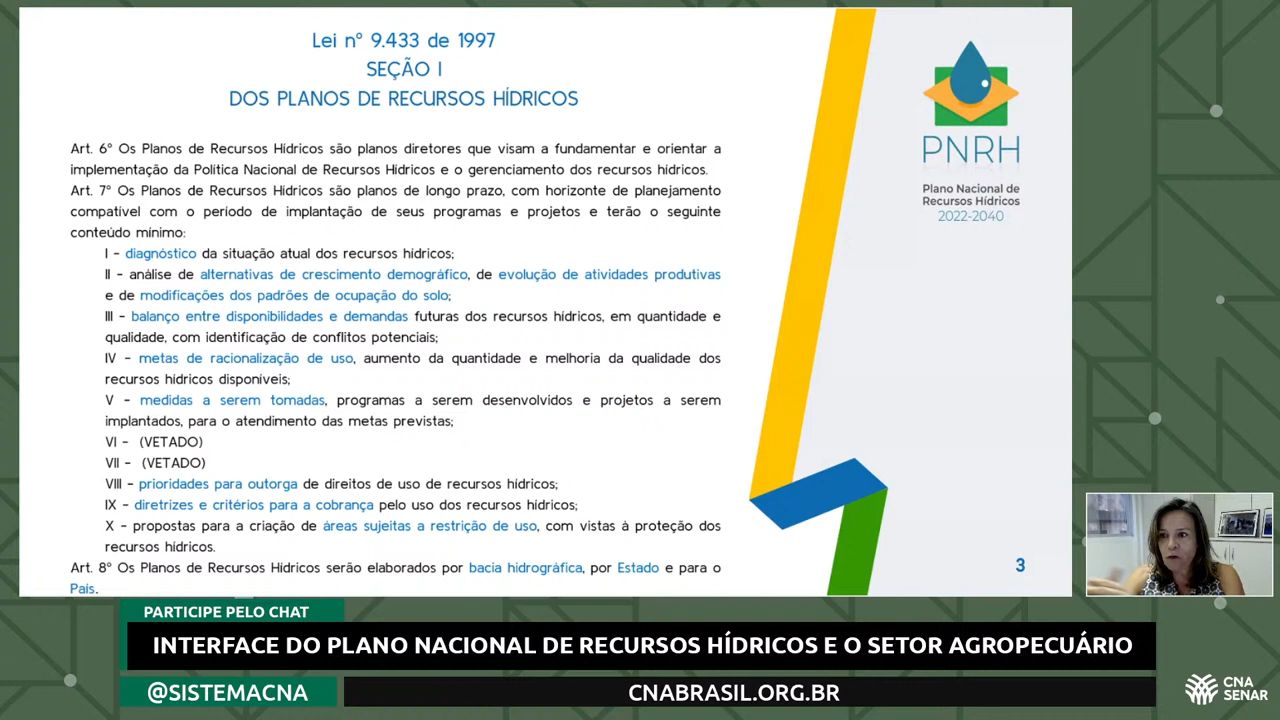 Lei nº 9.433 de 1997
SEÇÃO I
DOS PLANOS DE RECURSOS HÍDRICOS
Art. 6º Os Planos de Recursos Hídricos são planos diretores que visam a fundamentar e orientar a
implementação da Política Nacional de Recursos Hídricos e o gerenciamento dos recursos hídricos.
Art. 7º Os Planos de Recursos Hídricos são planos de longo prazo, com horizonte de planejamento
compatível com o período de implantação de seus programas e projetos e terão o seguinte
conteúdo mínimo:
I - diagnóstico da situação atual dos recursos hídricos;
II - análise de alternativas de crescimento demográfico, de evolução de atividades produtivas
e de modificações dos padrões de ocupação do solo;
III - balanço entre disponibilidades e demandas futuras dos recursos hídricos, em quantidade e
qualidade, com identificação de conflitos potenciais;
IV - metas de racionalização de uso, aumento da quantidade e melhoria da qualidade dos
recursos hídricos disponíveis;
V - medidas a serem tomadas, programas a serem desenvolvidos e projetos a serem
implantados, para o atendimento das metas previstas;
VI - (VETADO)
VII - (VETADO)
VIII - prioridades para outorga de direitos de uso de recursos hídricos;
IX - diretrizes e critérios para a cobrança pelo uso dos recursos hídricos;
X - propostas para a criação de áreas sujeitas a restrição de uso, com vistas à proteção dos
recursos hídricos.
Art. 8º Os Planos de Recursos Hídricos serão elaborados por bacia hidrográfica, por Estado e para o
País.
PNRH
Plano Nacional de
Recursos Hídricos
2022-2040
3
PARTICIPE PELO CHAT
INTERFACE DO PLANO NACIONAL DE RECURSOS HÍDRICOS E O SETOR AGROPECUÁRIO
@SISTEMACNA
CNABRASIL.ORG.BR
CNA
SENAR